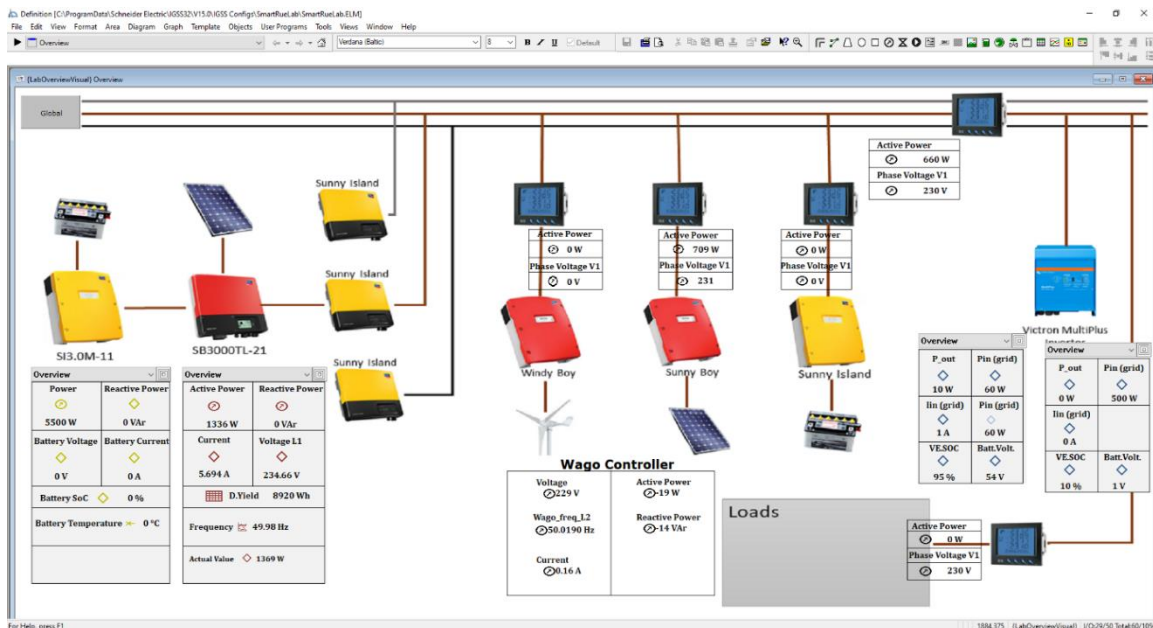 Definition [C:\ProgramData\Schneider Electric\IGSS32\V15.0\IGSS Configs\SmartRueLab\SmartRueLab.ELM]
File Edit View Format Area Diagram Graph Template Objects User Programs Tools Views Window Help
Overview Verdana (Baltic) 8 B I U Default
[LabOverviewVisual] Overview
Global
Active Power
660 W
Phase Voltage V1
230 V
Sunny Island
Sunny Island
Sunny Island
SI3.0M-11
SB3000TL-21
Active Power
0 W
Phase Voltage V1
0 V
Active Power
709 W
Phase Voltage V1
231
Active Power
0 W
Phase Voltage V1
0 V
Windy Boy
Sunny Boy
Sunny Island
Victron MultiPlus
Overview
Power Reactive Power
5500 W 0 VAr
Battery Voltage Battery Current
0 V 0 A
Battery SoC 0 %
Battery Temperature 0 °C
Overview
Active Power Reactive Power
1336 W 0 VAr
Current Voltage L1
5.694 A 234.66 V
D.Yield 8920 Wh
Frequency 49.98 Hz
Actual Value 1369 W
Wago Controller
Voltage Active Power
229 V -19 W
Wago_freq_L2 Reactive Power
50.0190 Hz -14 VAr
Current
0.16 A
Overview
P_out Pin (grid)
10 W 60 W
Iin (grid) Pin (grid)
1 A 60 W
VE.SOC Batt.Volt.
95 % 54 V
Overview
P_out Pin (grid)
0 W 500 W
Iin (grid)
0 A
VE.SOC Batt.Volt.
10 % 1 V
Loads
Active Power
0 W
Phase Voltage V1
230 V
For Help, press F1
1884,375 (LabOverviewVisual)